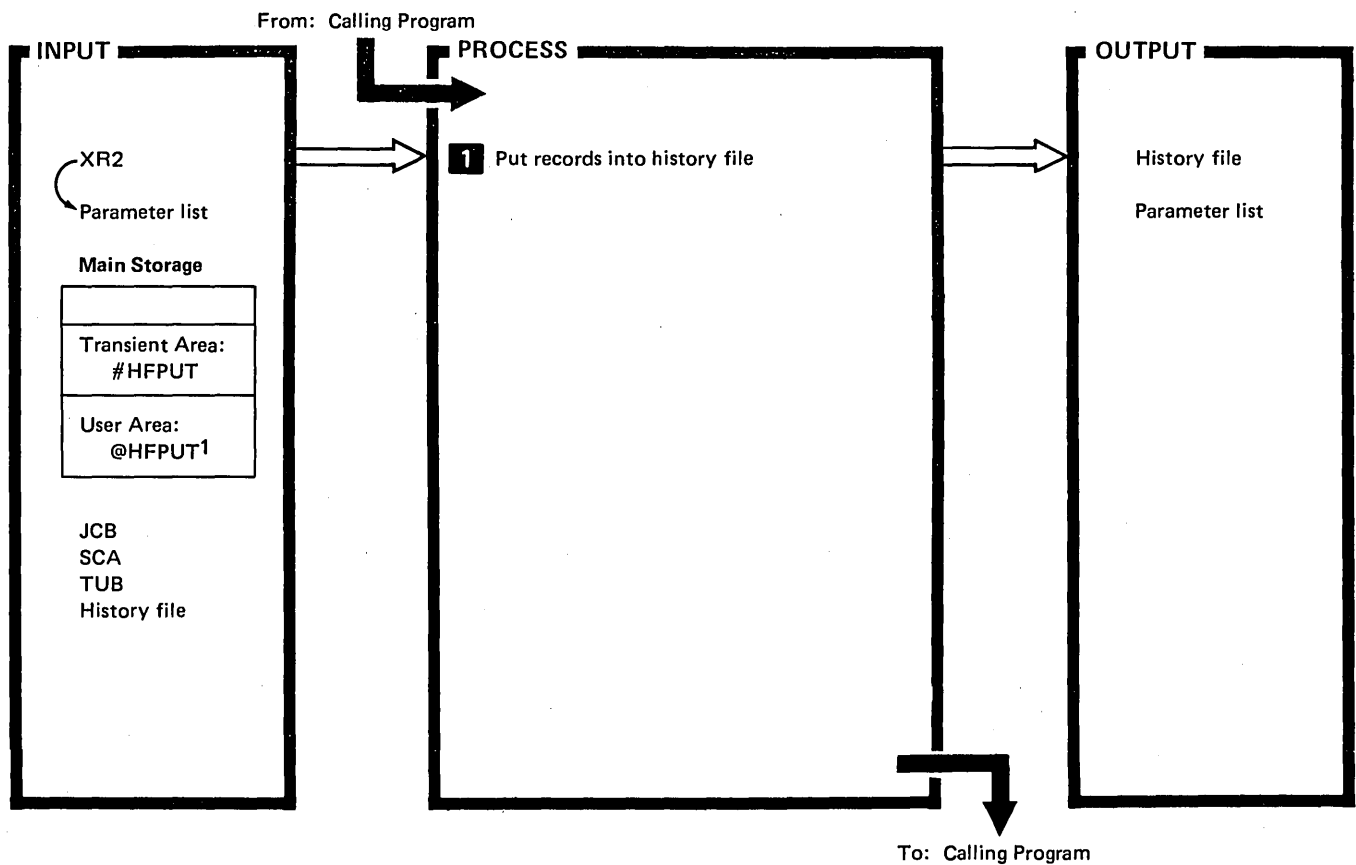 From: Calling Program
INPUT
PROCESS
OUTPUT
XR2
Parameter list
Main Storage
Transient Area:
#HFPUT
User Area:
@HFPUT1
JCB
SCA
TUB
History file
1 Put records into history file
History file
Parameter list
To: Calling Program